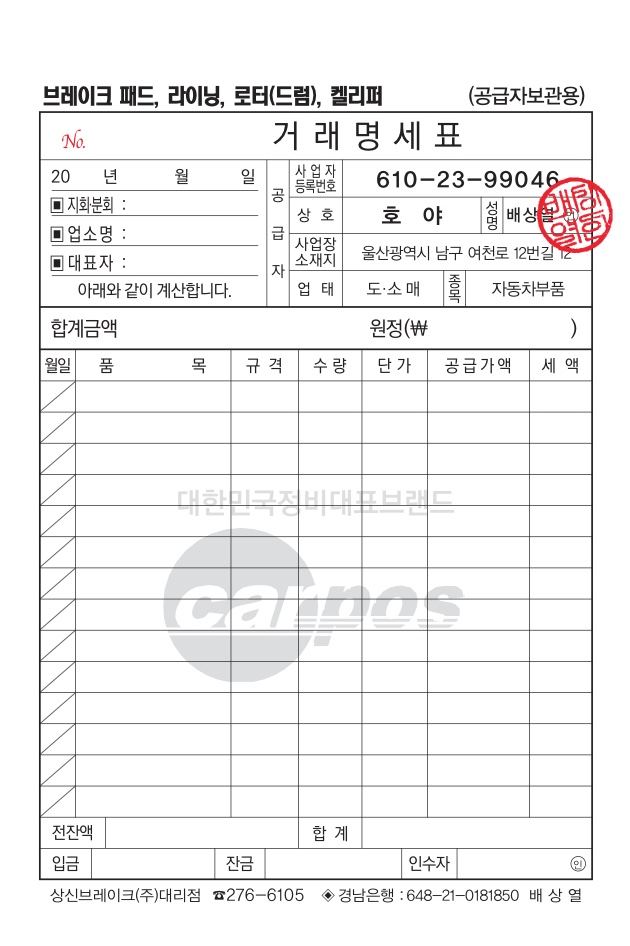 브레이크 패드, 라이닝, 로터(드럼), 켈리퍼 (공급자보관용)
No. 거래명세표
20 년 월 일
▣ 지회·분회 :
▣ 업소명 :
▣ 대표자 :
아래와 같이 계산합니다.
공급자
사업자등록번호 610-23-99046
상 호 호 야 성명 배상열 ㊞
배상열
사업장소재지 울산광역시 남구 여천로 12번길 12
업 태 도·소매 종목 자동차부품
합계금액 원정(₩ )
월일 품 목 규 격 수 량 단 가 공급가액 세 액
대한민국정비대표브랜드
carpos
전잔액 합 계
입금 잔금 인수자 ㊞
상신브레이크(주)대리점 ☎276-6105 ◈ 경남은행 : 648-21-0181850 배 상 열